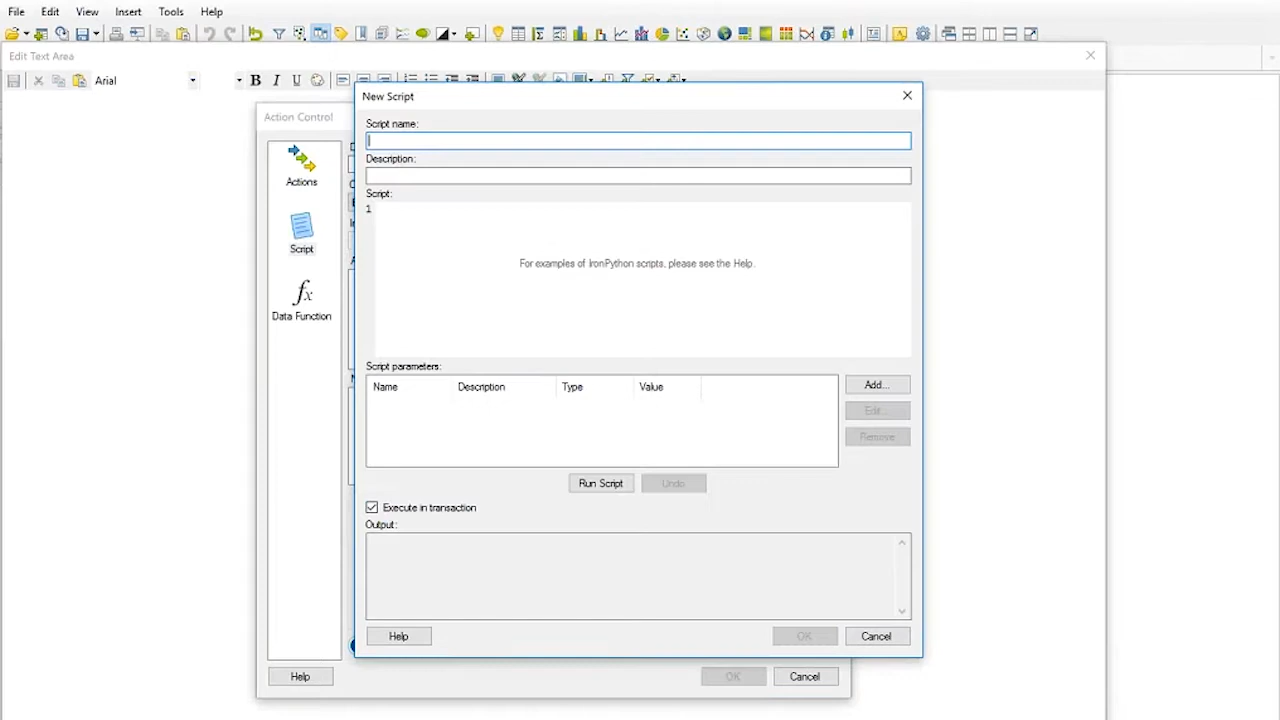 File Edit View Insert Tools Help
Edit Text Area
Arial B I U
New Script
Action Control
Script name:
Actions
Description:
Script:
1
Script
For examples of IronPython scripts, please see the Help.
fx
Data Function
Script parameters:
Name Description Type Value
Add...
Edit...
Remove
Run Script Undo
Execute in transaction
Output:
Help OK Cancel
Help OK Cancel